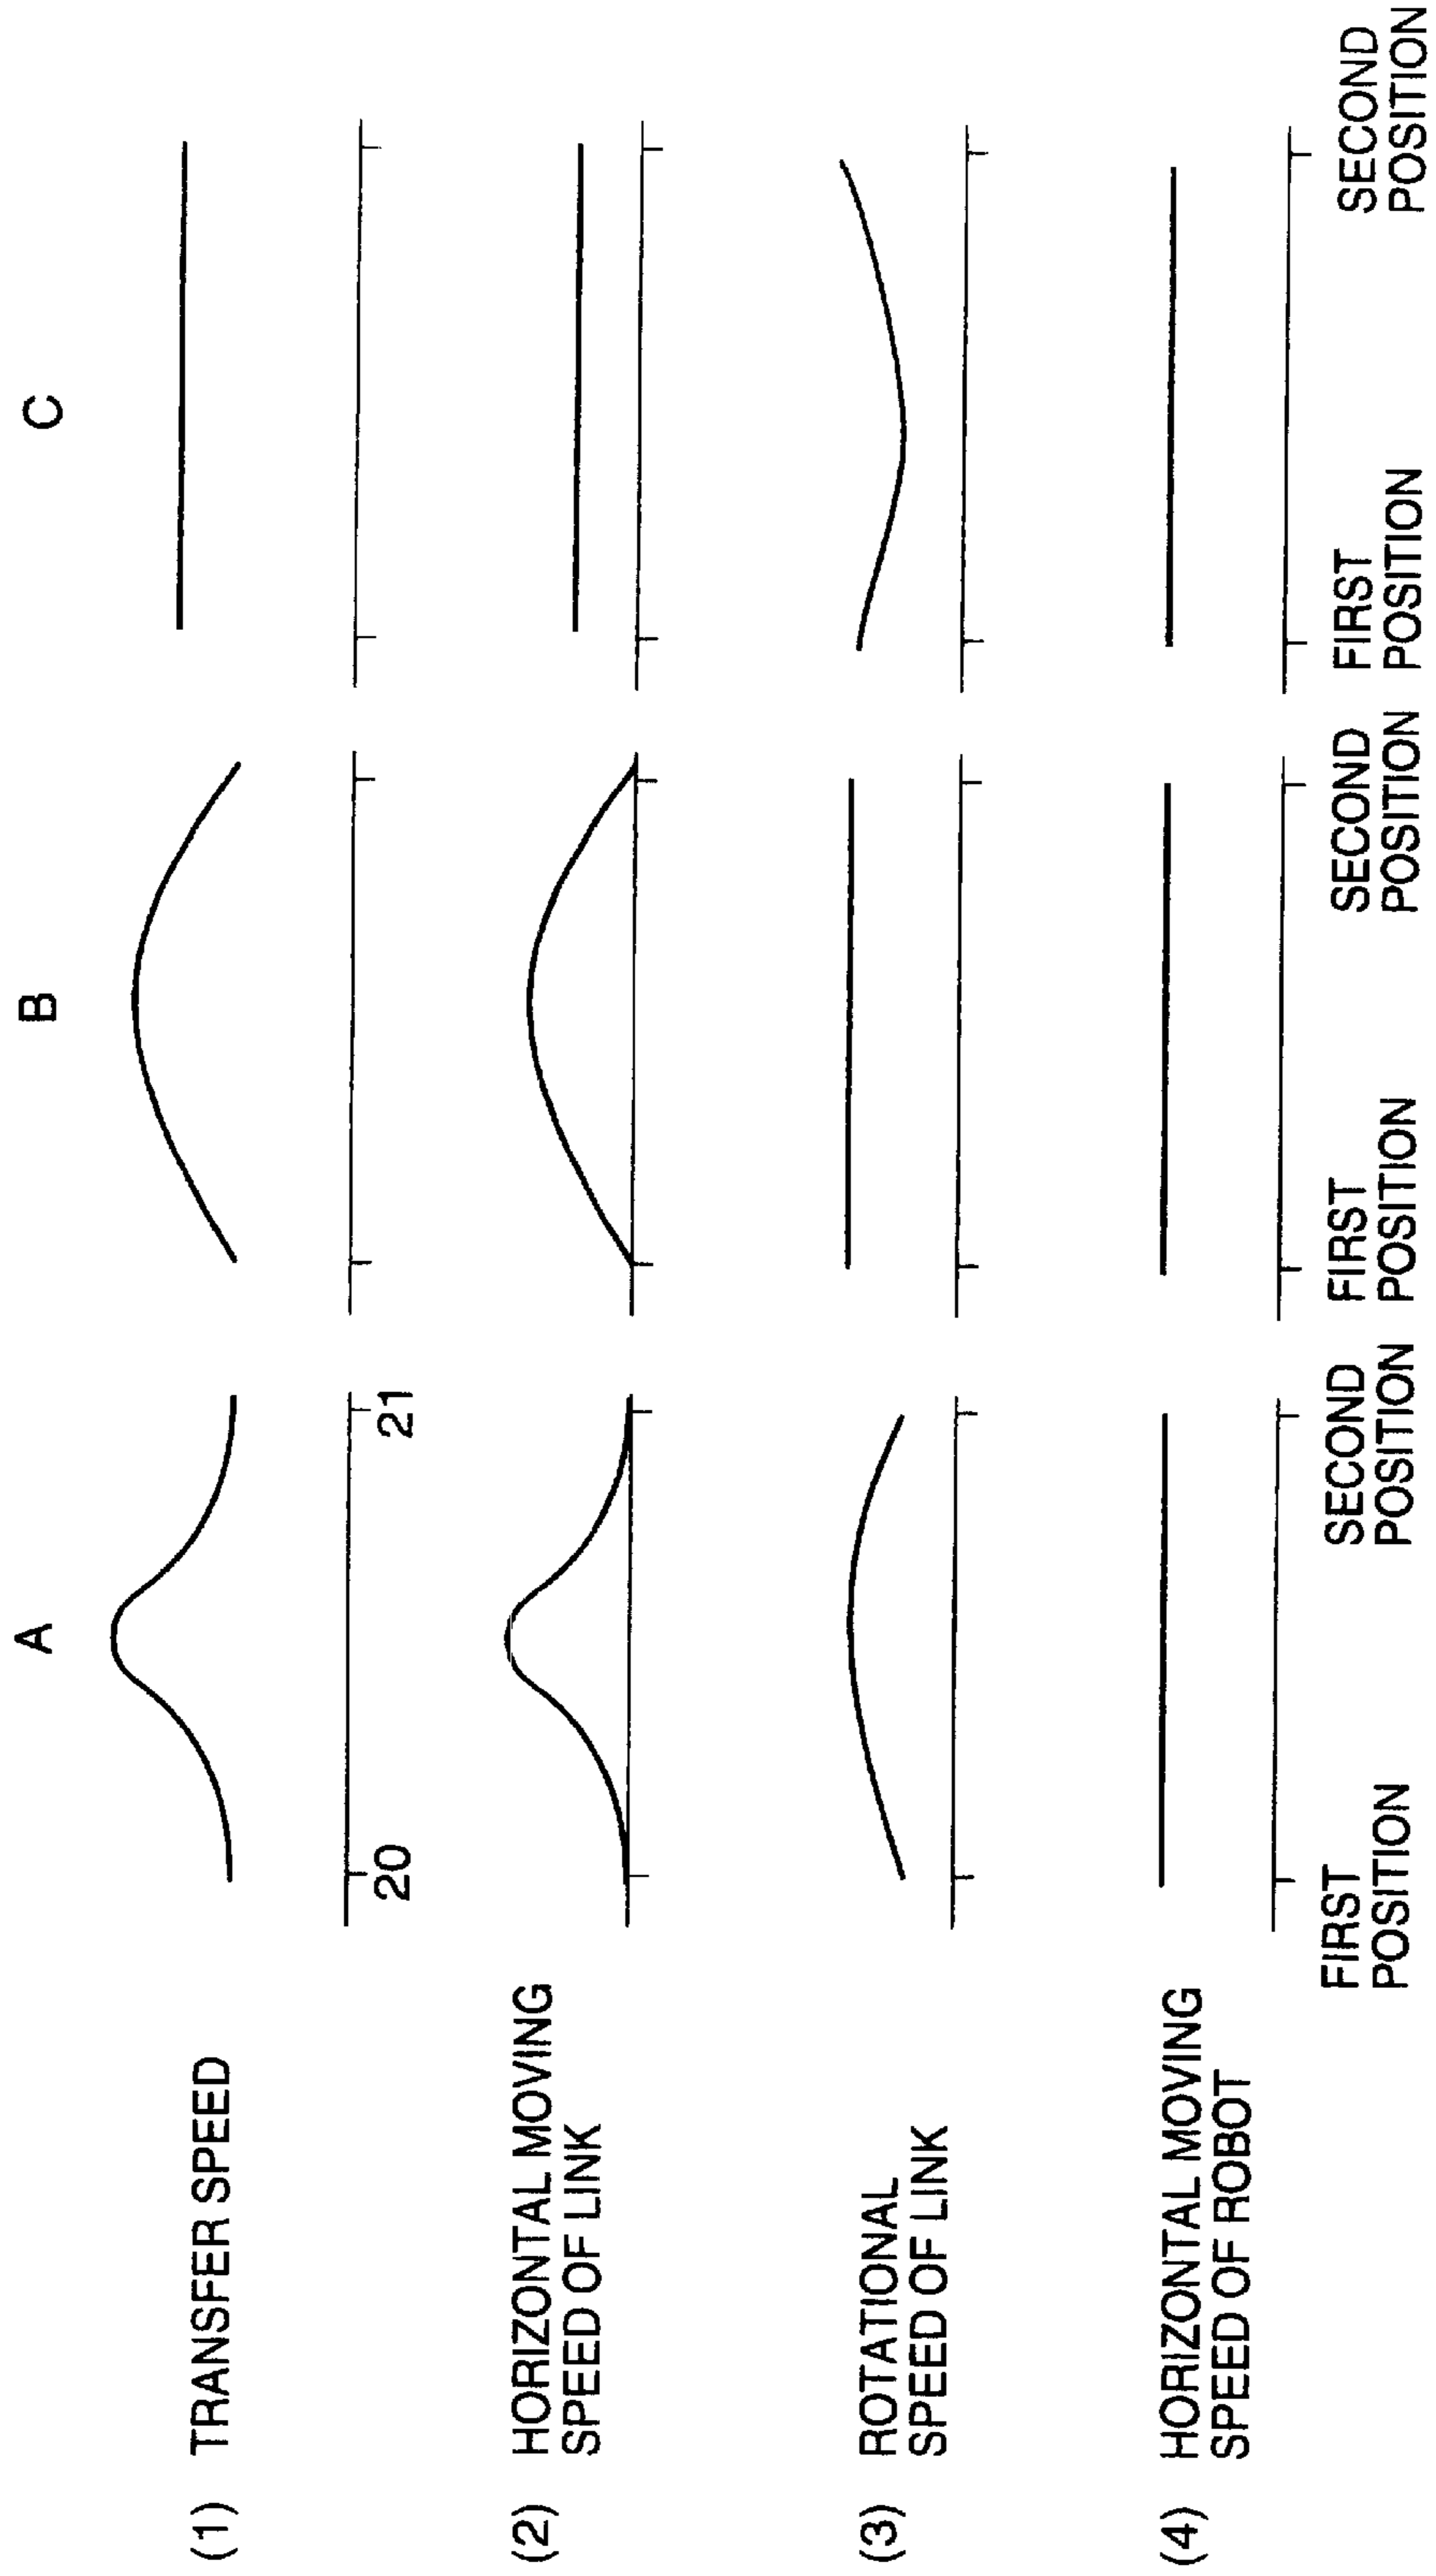 A
B
C
(1) TRANSFER SPEED
20
21
(2) HORIZONTAL MOVING
SPEED OF LINK
(3) ROTATIONAL
SPEED OF LINK
(4) HORIZONTAL MOVING
SPEED OF ROBOT
FIRST
POSITION
SECOND
POSITION
FIRST
POSITION
SECOND
POSITION
FIRST
POSITION
SECOND
POSITION